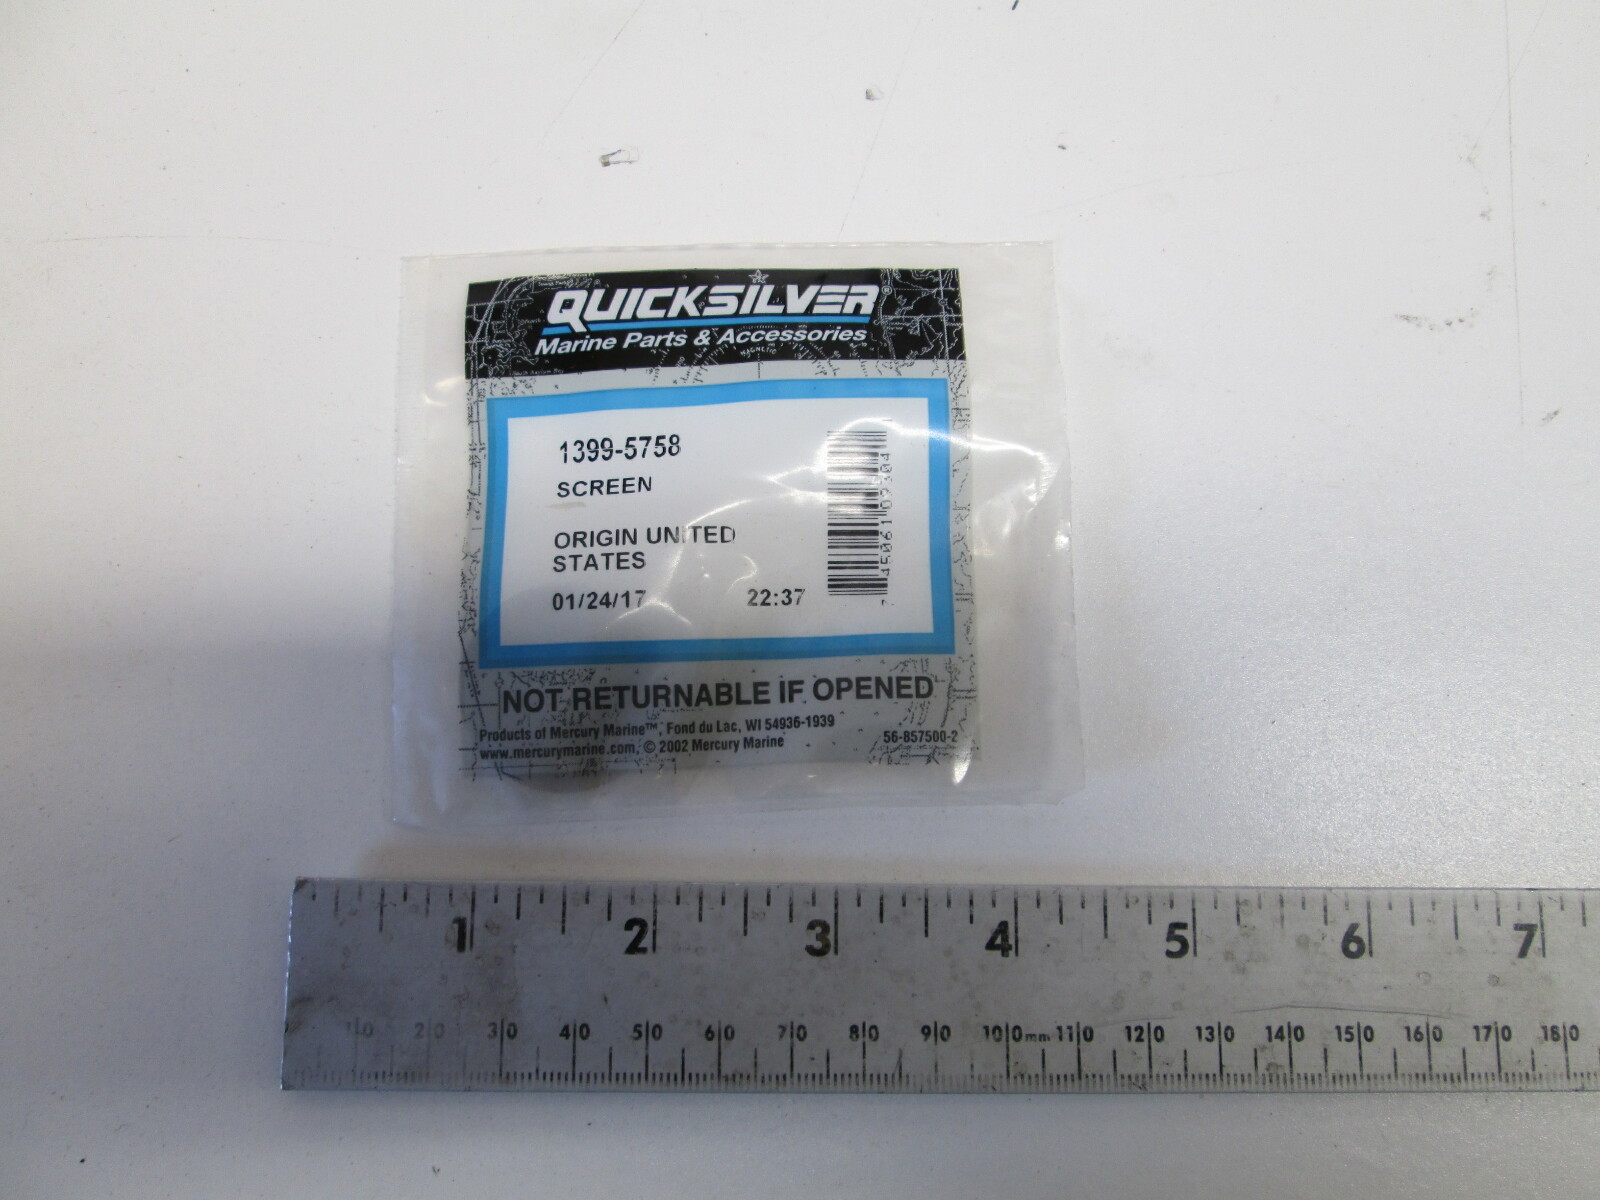 QUICKSILVER®
Marine Parts & Accessories
MAGNETIC
1399-5758
SCREEN
ORIGIN UNITED
STATES
01/24/17 22:37
NOT RETURNABLE IF OPENED
Products of Mercury Marine™, Fond du Lac, WI 54936-1939
www.mercurymarine.com, © 2002 Mercury Marine
56-857500-2
1 2 3 4 5 6 7
10 20 30 40 50 60 70 80 90 100mm 110 120 130 140 150 160 170 180